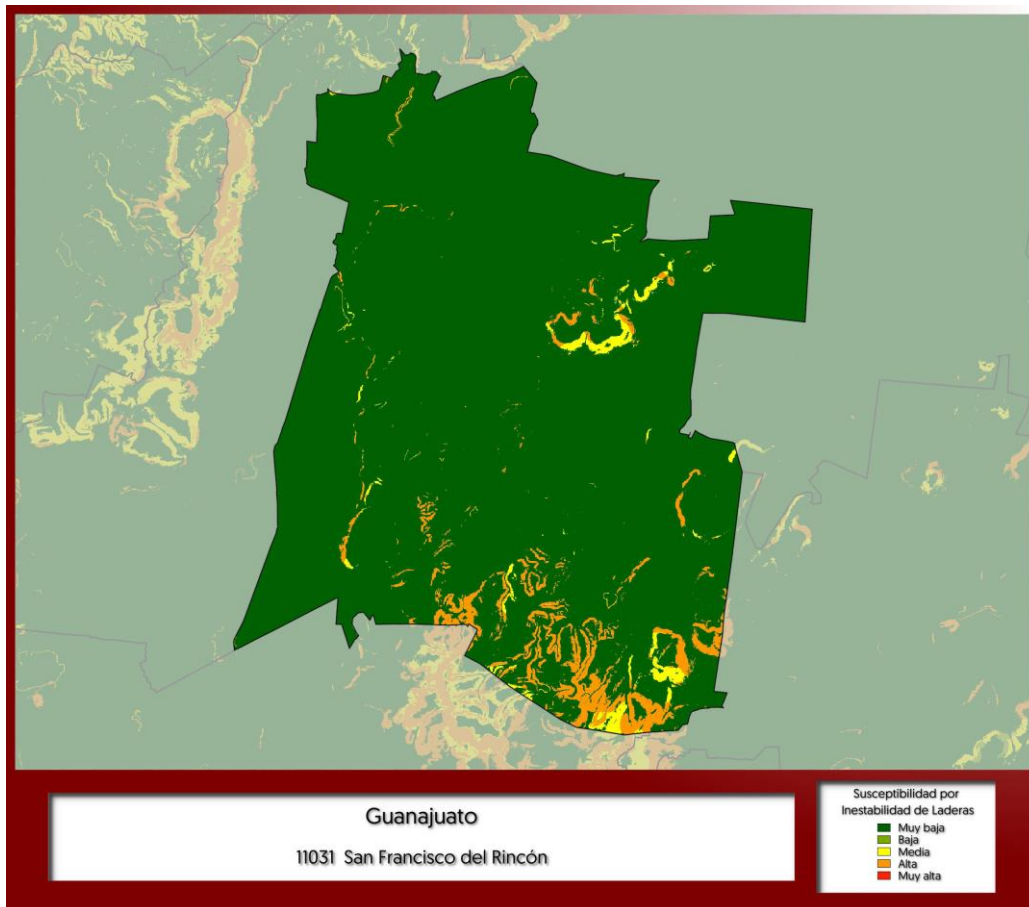 Guanajuato
11031 San Francisco del Rincón
Susceptibilidad por
Inestabilidad de Laderas
Muy baja
Baja
Media
Alta
Muy alta